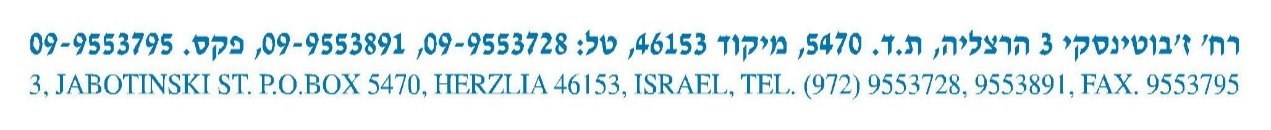 רח' ז'בוטינסקי 3 הרצליה, ת.ד. 5470, מיקוד 46153, טל: 09-9553728, 09-9553891, פקס. 09-9553795
3, JABOTINSKI ST. P.O.BOX 5470, HERZLIA 46153, ISRAEL, TEL. (972) 9553728, 9553891, FAX. 9553795